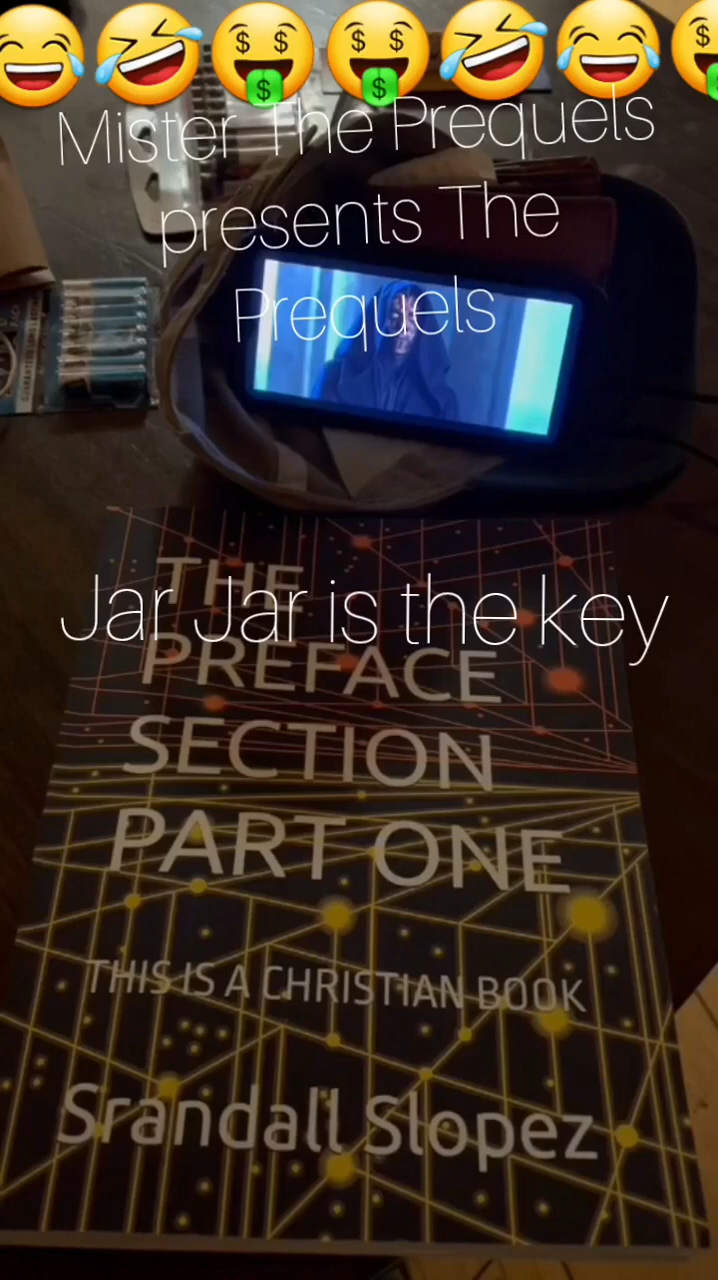 Mister The Prequels
presents The
Prequels
Jar Jar is the key
THE
PREFACE
SECTION
PART ONE
THIS IS A CHRISTIAN BOOK
Srandall Slopez